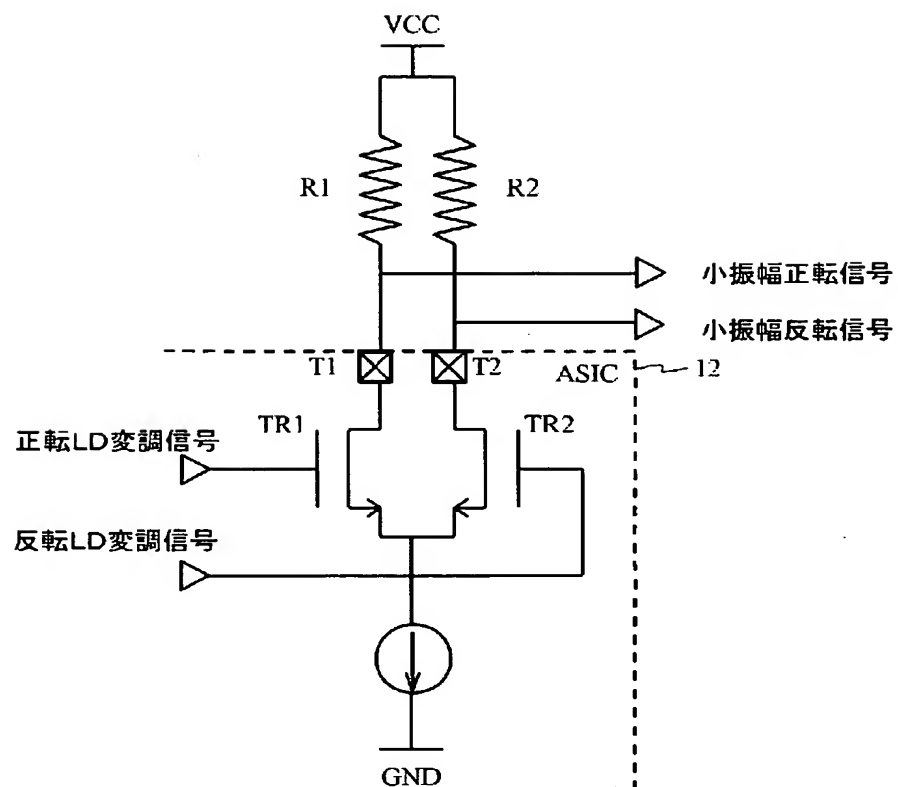 VCC
R1
R2
小振幅正転信号
小振幅反転信号
T1
T2
ASIC
12
TR1
TR2
正転LD変調信号
反転LD変調信号
GND